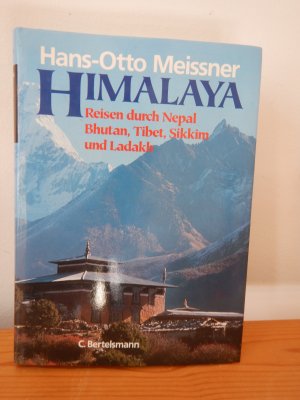 Hans-Otto Meissner
HIMALAYA
Reisen durch Nepal
Bhutan, Tibet, Sikkim
und Ladakh
C. Bertelsmann